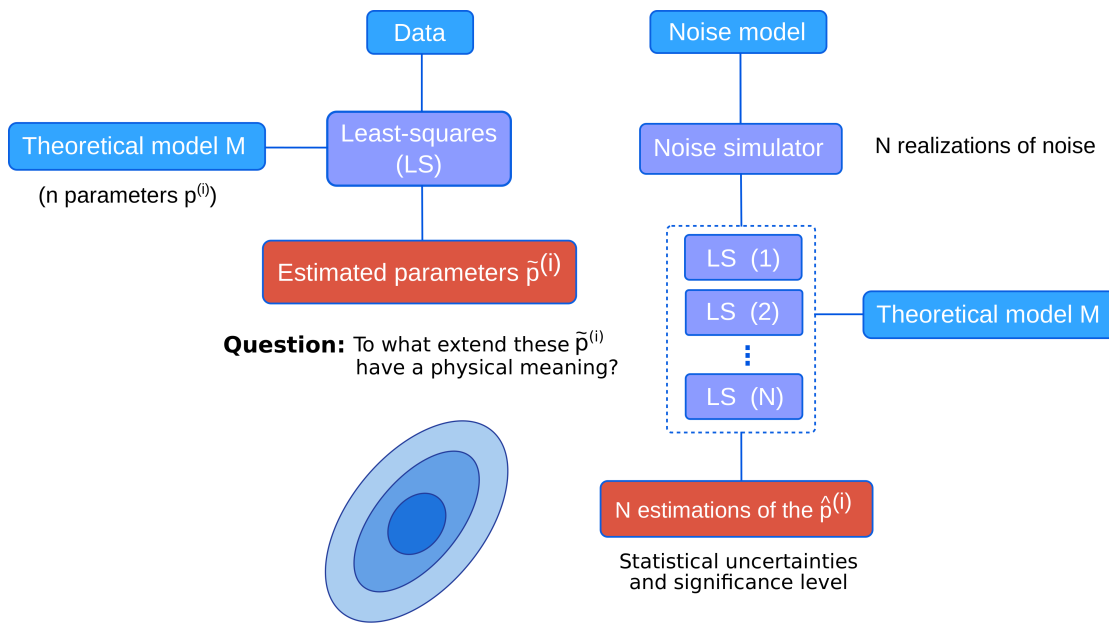 Data
Theoretical model M
(n parameters p⁽ⁱ⁾)
Least-squares
(LS)
Estimated parameters p̃⁽ⁱ⁾
Question: To what extend these p̃⁽ⁱ⁾
have a physical meaning?
Noise model
Noise simulator
N realizations of noise
LS (1)
LS (2)
⋮
LS (N)
Theoretical model M
N estimations of the p̂⁽ⁱ⁾
Statistical uncertainties
and significance level